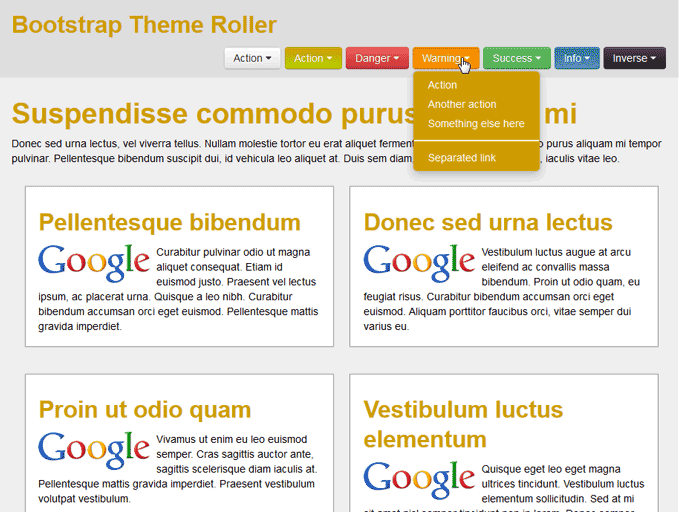 Bootstrap Theme Roller
Action Action Danger Warning Success Info Inverse
Action
Another action
Something else here
Separated link
Suspendisse commodo purus mi
Donec sed urna lectus, vel viverra tellus. Nullam molestie tortor eu erat aliquet ferment purus aliquam mi tempor
pulvinar. Pellentesque bibendum suscipit dui, id vehicula leo aliquet at. Duis sem diam, , iaculis vitae leo.
Pellentesque bibendum
Google
Curabitur pulvinar odio ut magna
aliquet consequat. Etiam id
euismod justo. Praesent vel lectus
ipsum, ac placerat urna. Quisque a leo nibh. Curabitur
bibendum accumsan orci eget euismod. Pellentesque mattis
gravida imperdiet.
Donec sed urna lectus
Google
Vestibulum luctus augue at arcu
eleifend ac convallis massa
bibendum. Proin ut odio quam, eu
feugiat risus. Curabitur bibendum accumsan orci eget
euismod. Aliquam porttitor faucibus orci, vitae semper dui
varius eu.
Proin ut odio quam
Google
Vivamus ut enim eu leo euismod
semper. Cras sagittis auctor ante,
sagittis scelerisque diam iaculis at.
Pellentesque mattis gravida imperdiet. Praesent vestibulum
volutpat vestibulum.
Vestibulum luctus
elementum
Google
Quisque eget leo eget magna
ultrices tincidunt. Vestibulum luctus
elementum sollicitudin. Sed at mi